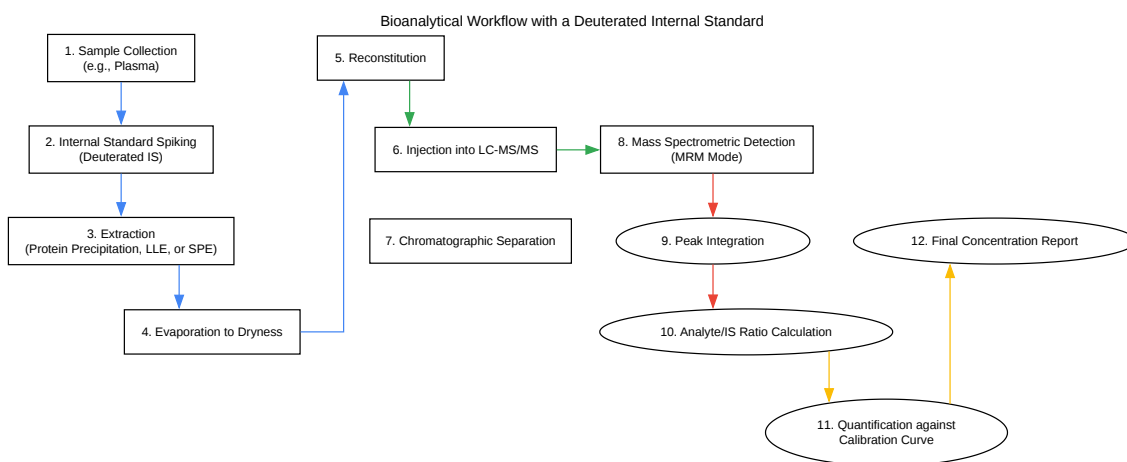 Bioanalytical Workflow with a Deuterated Internal Standard
1. Sample Collection
(e.g., Plasma)
2. Internal Standard Spiking
(Deuterated IS)
3. Extraction
(Protein Precipitation, LLE, or SPE)
4. Evaporation to Dryness
5. Reconstitution
6. Injection into LC-MS/MS
7. Chromatographic Separation
8. Mass Spectrometric Detection
(MRM Mode)
9. Peak Integration
10. Analyte/IS Ratio Calculation
11. Quantification against
Calibration Curve
12. Final Concentration Report